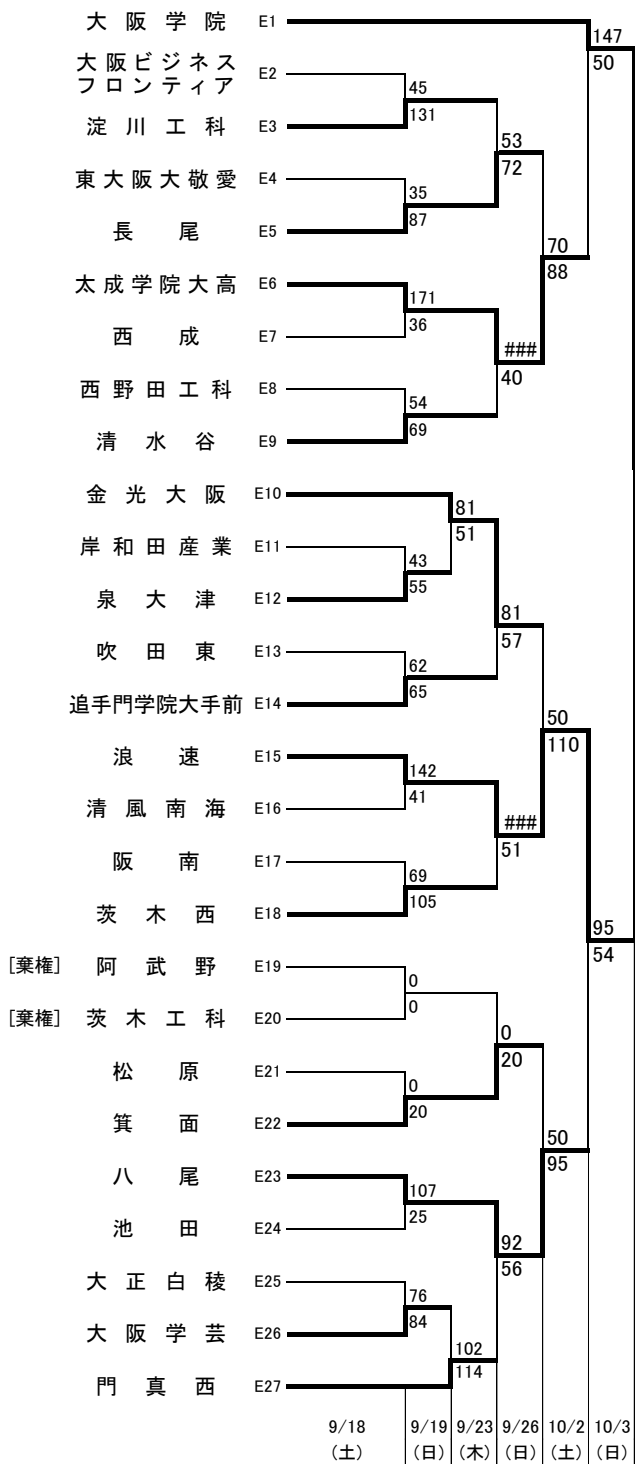 大阪学院 E1
147
50
大阪ビジネス
フロンティア E2
45
131
淀川工科 E3
53
72
東大阪大敬愛 E4
35
87
長尾 E5
70
88
太成学院大高 E6
171
36
西成 E7
###
40
西野田工科 E8
54
69
清水谷 E9
金光大阪 E10
81
51
岸和田産業 E11
43
55
泉大津 E12
81
57
吹田東 E13
62
65
追手門学院大手前 E14
50
110
浪速 E15
142
41
清風南海 E16
###
51
阪南 E17
69
105
茨木西 E18
95
54
[棄権] 阿武野 E19
0
0
[棄権] 茨木工科 E20
0
20
松原 E21
0
20
箕面 E22
50
95
八尾 E23
107
25
池田 E24
92
56
大正白稜 E25
76
84
大阪学芸 E26
102
114
門真西 E27
9/18 9/19 9/23 9/26 10/2 10/3
(土) (日) (木) (日) (土) (日)